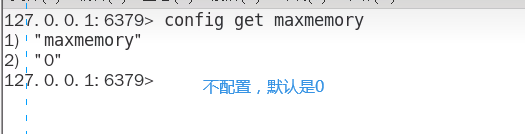 127.0.0.1:6379> config get maxmemory
1) "maxmemory"
2) "0"
127.0.0.1:6379>
不配置，默认是0